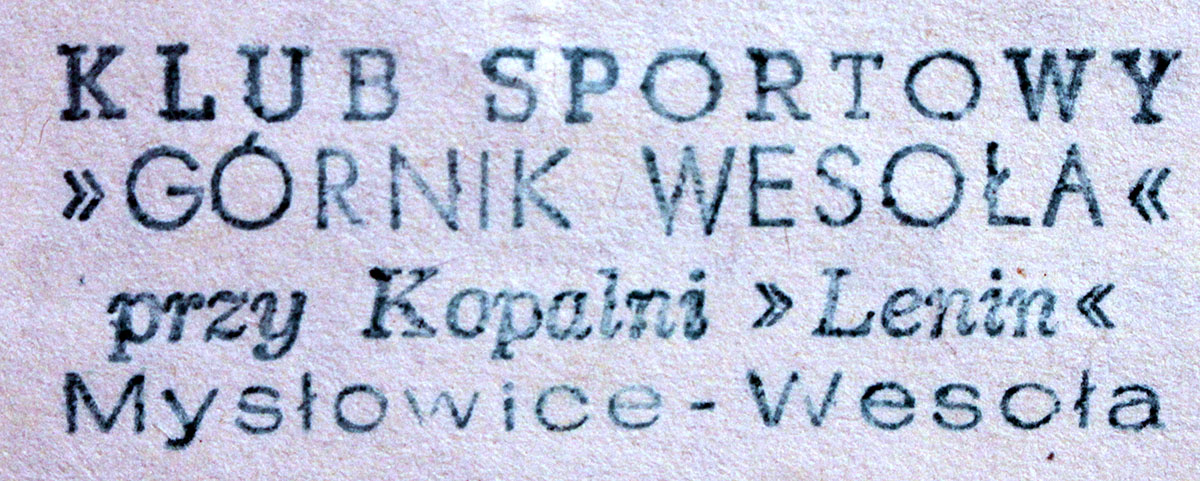 KLUB SPORTOWY
»GÓRNIK WESOŁA«
przy Kopalni »Lenin«
Mysłowice-Wesoła